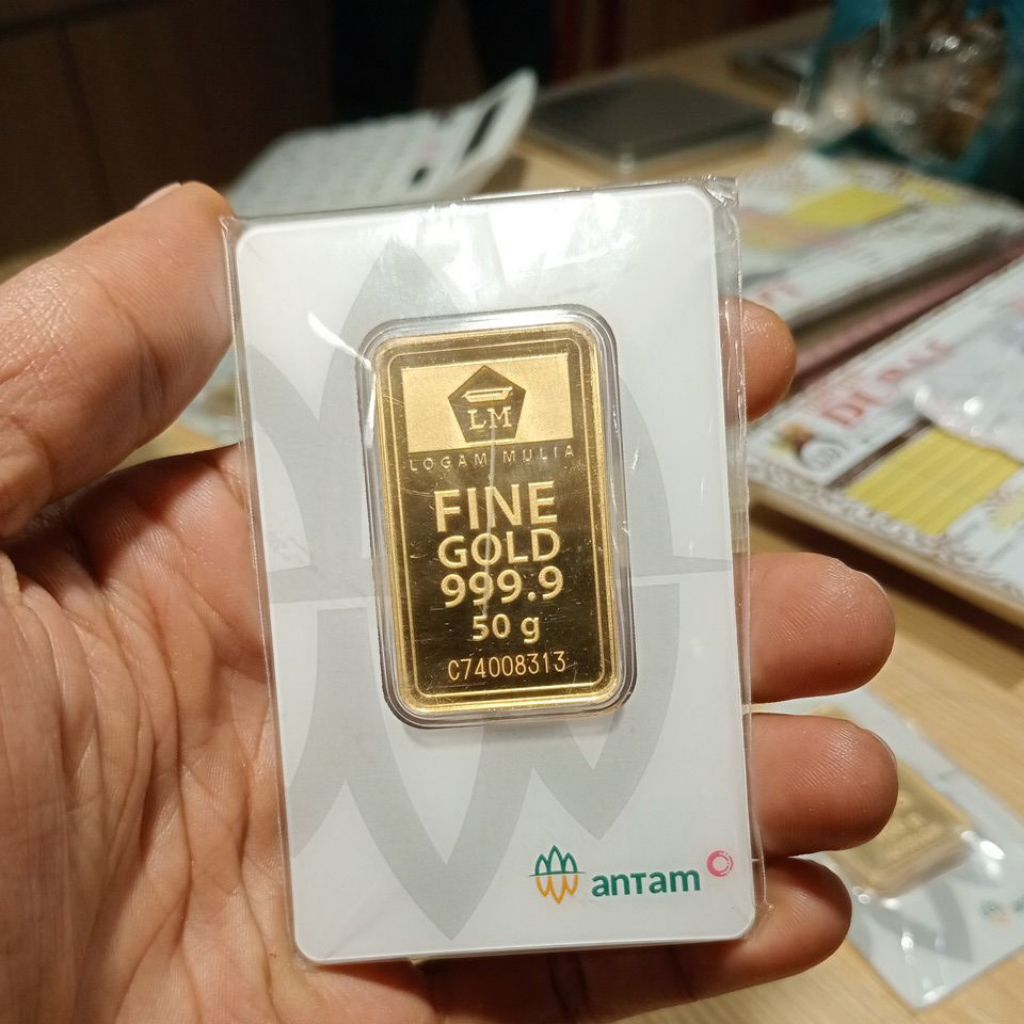 LM
LOGAM MULIA
FINE
GOLD
999.9
50 g
C74008313
antam